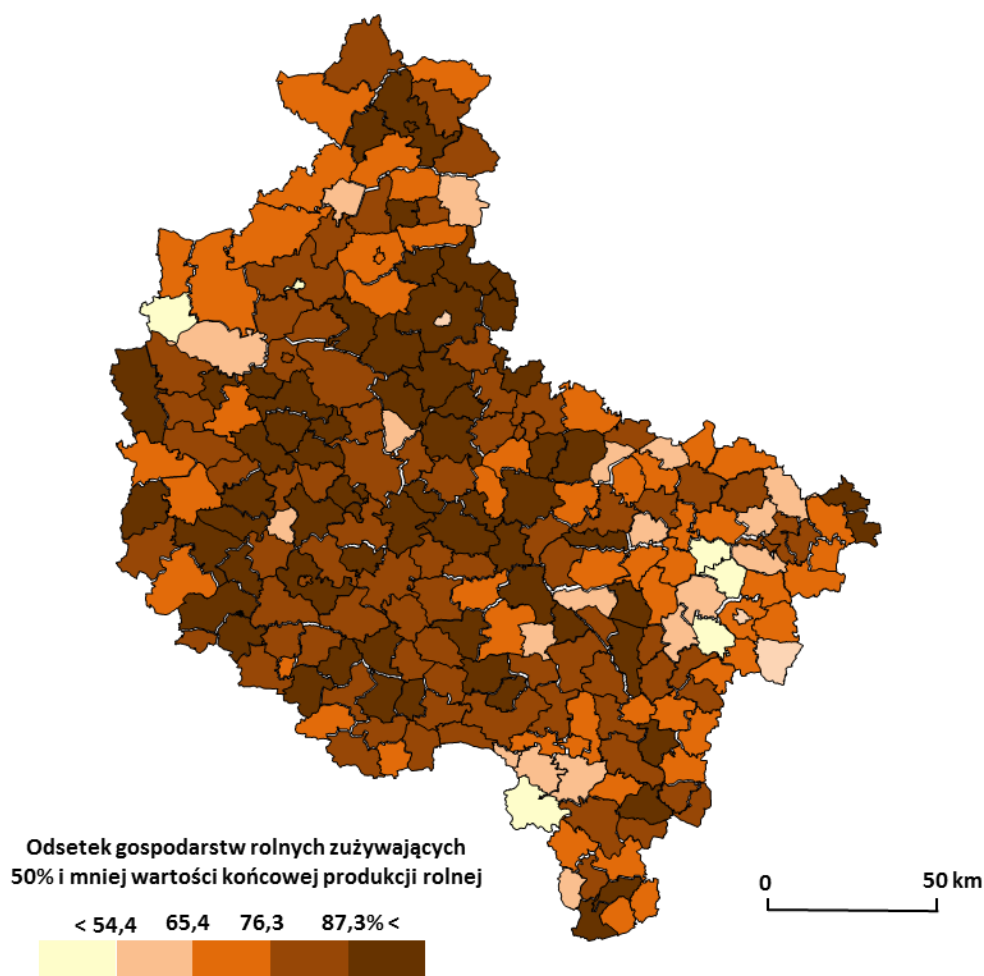 Odsetek gospodarstw rolnych zużywających
50% i mniej wartości końcowej produkcji rolnej
< 54,4 65,4 76,3 87,3% <
0 50 km